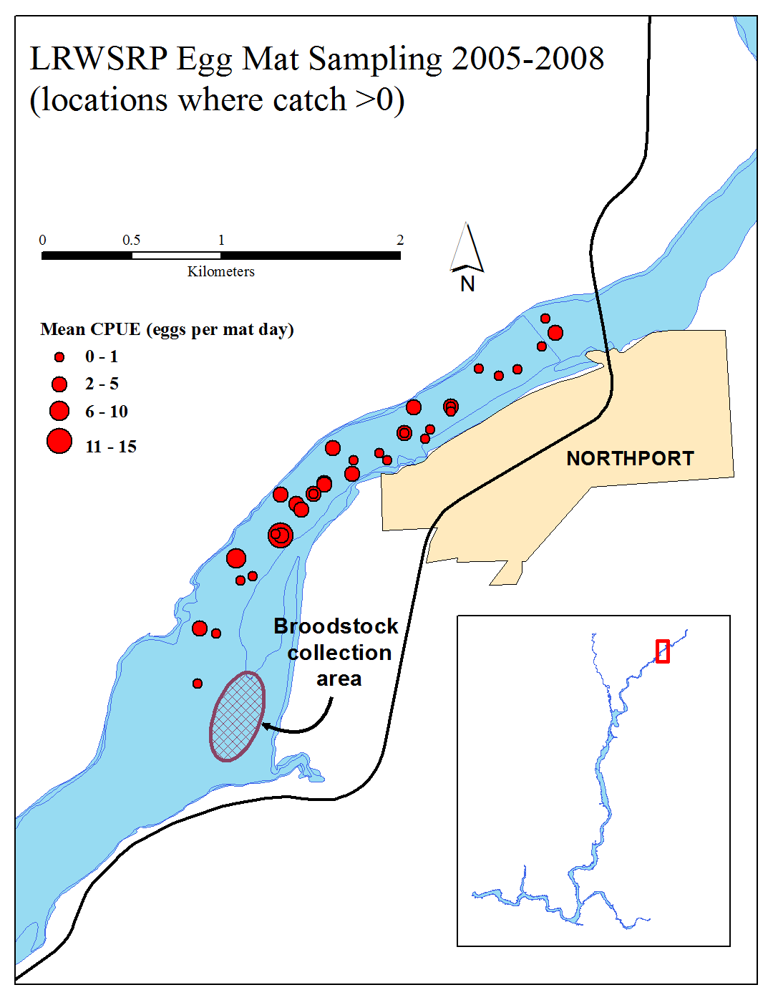 LRWSRP Egg Mat Sampling 2005-2008
(locations where catch >0)
0 0.5 1 2
Kilometers
N
Mean CPUE (eggs per mat day)
0 - 1
2 - 5
6 - 10
11 - 15
NORTHPORT
Broodstock
collection
area